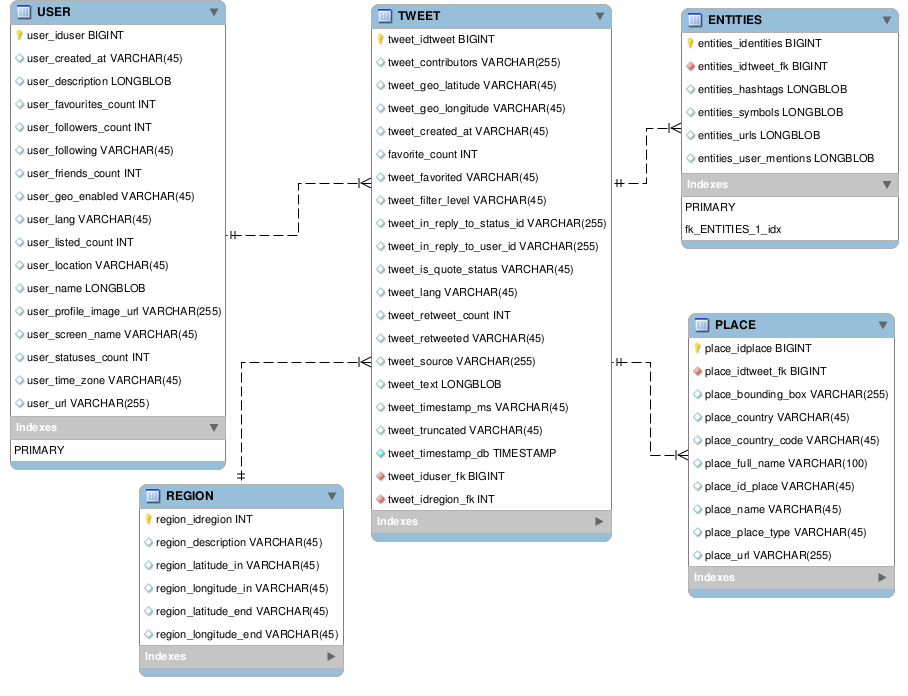 USER
user_iduser BIGINT
user_created_at VARCHAR(45)
user_description LONGBLOB
user_favourites_count INT
user_followers_count INT
user_following VARCHAR(45)
user_friends_count INT
user_geo_enabled VARCHAR(45)
user_lang VARCHAR(45)
user_listed_count INT
user_location VARCHAR(45)
user_name LONGBLOB
user_profile_image_url VARCHAR(255)
user_screen_name VARCHAR(45)
user_statuses_count INT
user_time_zone VARCHAR(45)
user_url VARCHAR(255)
Indexes
PRIMARY
TWEET
tweet_idtweet BIGINT
tweet_contributors VARCHAR(255)
tweet_geo_latitude VARCHAR(45)
tweet_geo_longitude VARCHAR(45)
tweet_created_at VARCHAR(45)
favorite_count INT
tweet_favorited VARCHAR(45)
tweet_filter_level VARCHAR(45)
tweet_in_reply_to_status_id VARCHAR(255)
tweet_in_reply_to_user_id VARCHAR(255)
tweet_is_quote_status VARCHAR(45)
tweet_lang VARCHAR(45)
tweet_retweet_count INT
tweet_retweeted VARCHAR(45)
tweet_source VARCHAR(255)
tweet_text LONGBLOB
tweet_timestamp_ms VARCHAR(45)
tweet_truncated VARCHAR(45)
tweet_timestamp_db TIMESTAMP
tweet_iduser_fk BIGINT
tweet_idregion_fk INT
Indexes
ENTITIES
entities_identities BIGINT
entities_idtweet_fk BIGINT
entities_hashtags LONGBLOB
entities_symbols LONGBLOB
entities_urls LONGBLOB
entities_user_mentions LONGBLOB
Indexes
PRIMARY
fk_ENTITIES_1_idx
PLACE
place_idplace BIGINT
place_idtweet_fk BIGINT
place_bounding_box VARCHAR(255)
place_country VARCHAR(45)
place_country_code VARCHAR(45)
place_full_name VARCHAR(100)
place_id_place VARCHAR(45)
place_name VARCHAR(45)
place_place_type VARCHAR(45)
place_url VARCHAR(255)
Indexes
REGION
region_idregion INT
region_description VARCHAR(45)
region_latitude_in VARCHAR(45)
region_longitude_in VARCHAR(45)
region_latitude_end VARCHAR(45)
region_longitude_end VARCHAR(45)
Indexes